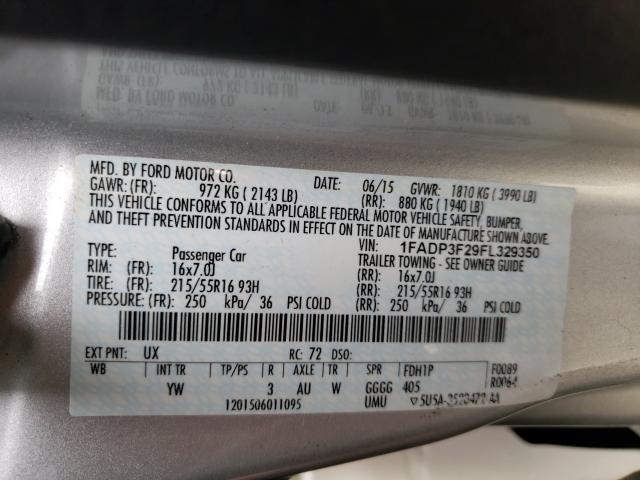 MFD. BY FORD MOTOR CO.
DATE: 06/15 GVWR: 1810 KG ( 3990 LB)
GAWR: (FR): 972 KG ( 2143 LB) (RR): 880 KG ( 1940 LB)
THIS VEHICLE CONFORMS TO ALL APPLICABLE FEDERAL MOTOR VEHICLE SAFETY, BUMPER,
AND THEFT PREVENTION STANDARDS IN EFFECT ON THE DATE OF MANUFACTURE SHOWN ABOVE.
VIN: 1FADP3F29FL329350
TYPE: Passenger Car TRAILER TOWING - SEE OWNER GUIDE
RIM: (FR): 16x7.0J (RR): 16x7.0J
TIRE: (FR): 215/55R16 93H (RR): 215/55R16 93H
PRESSURE: (FR): 250 kPa/ 36 PSI COLD (RR): 250 kPa/ 36 PSI COLD
EXT PNT: UX RC: 72 DSO:
WB INT TR TP/PS R AXLE TR SPR FDH1P F0089
YW 3 AU W GGGG 405 R0064
1201506011095 UMU